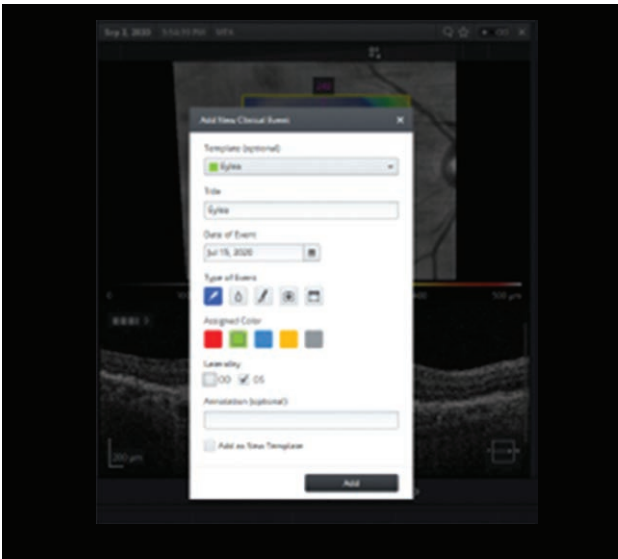 Sep 2, 2020
Add New Clinical Event
Template (optional)
Eylea
Title
Eylea
Date of Event
Jul 15, 2020
Type of Event
Assigned Color
Laterality
OD OS
Annotation (optional)
Add as New Template
200 µm
500 µm
Add